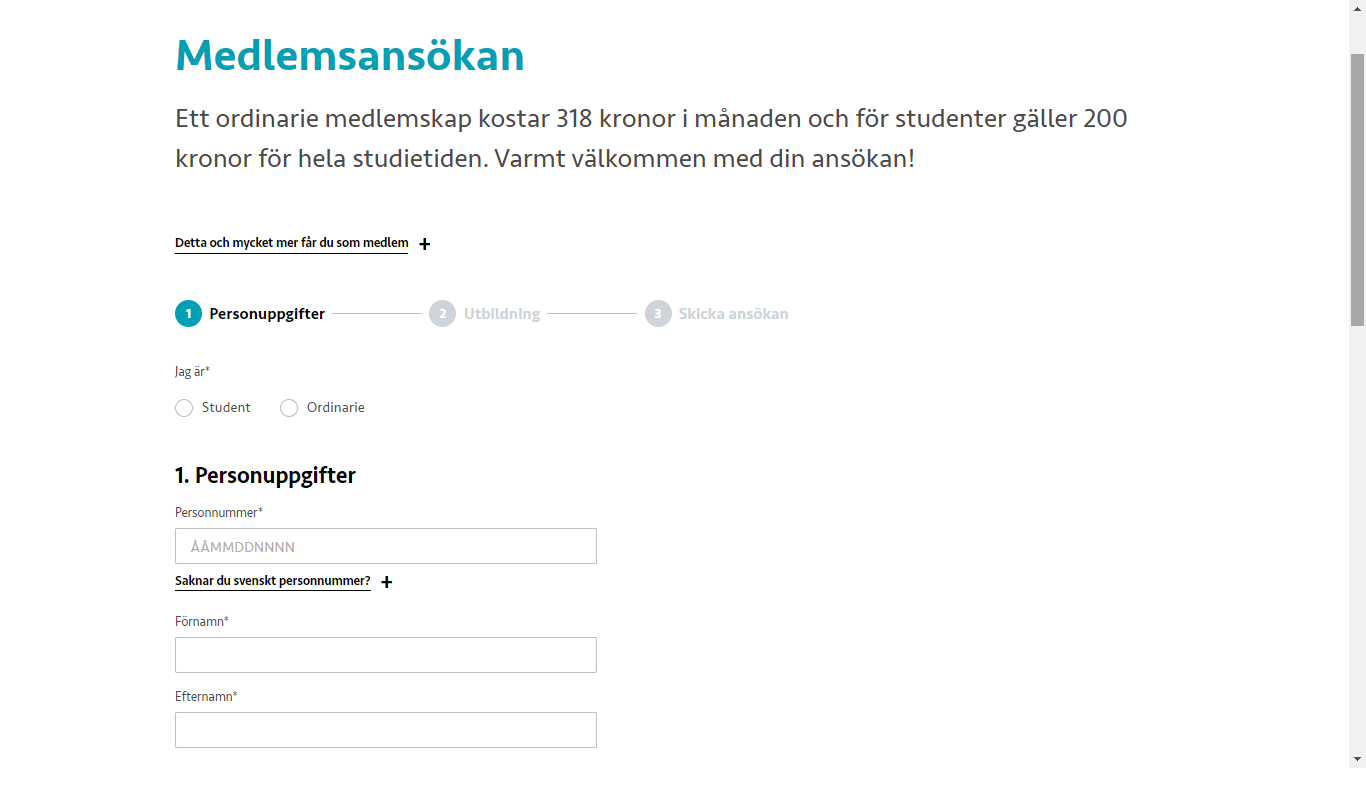 Medlemsansökan
Ett ordinarie medlemskap kostar 318 kronor i månaden och för studenter gäller 200
kronor för hela studietiden. Varmt välkommen med din ansökan!
Detta och mycket mer får du som medlem +
1 Personuppgifter 2 Utbildning 3 Skicka ansökan
Jag är*
Student Ordinarie
1. Personuppgifter
Personnummer*
ÅÅMMDDNNNN
Saknar du svenskt personnummer? +
Förnamn*
Efternamn*